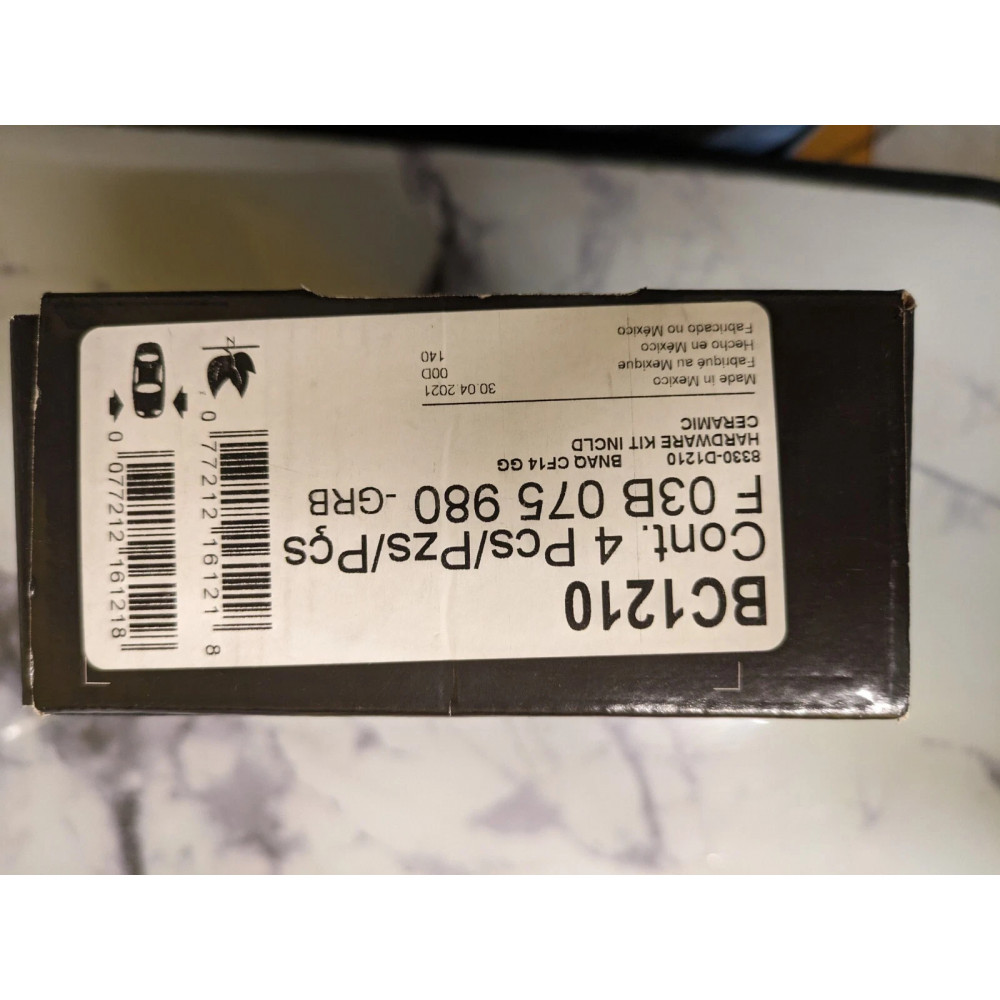 BC1210
Cont. 4 Pcs/Pzs/Pçs
F 03B 075 980 -GRB
8330-D1210 BNAQ CF14 GG
HARDWARE KIT INCLD
CERAMIC
Made in Mexico 30.04.2021
Fabriqué au Mexique 00D
Hecho en México 140
Fabricado no México
0 77212 16121 8
0 077212 161218
N